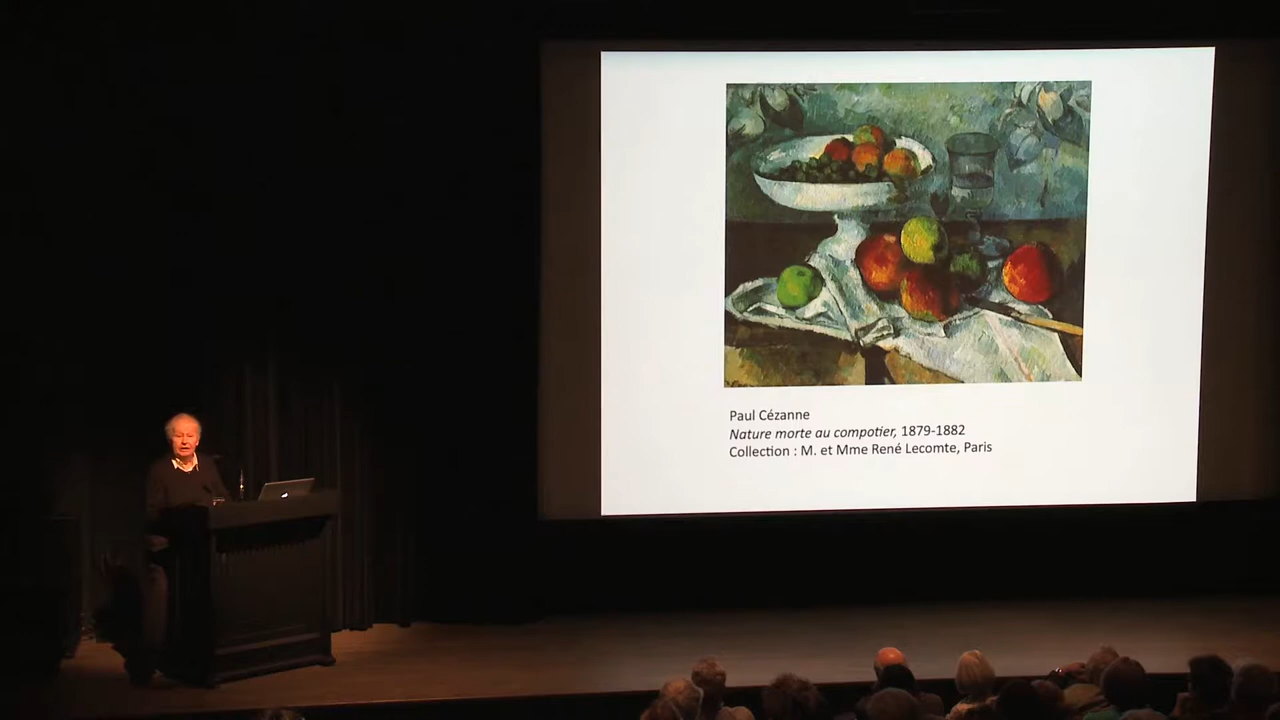 Paul Cézanne
Nature morte au compotier, 1879-1882
Collection : M. et Mme René Lecomte, Paris